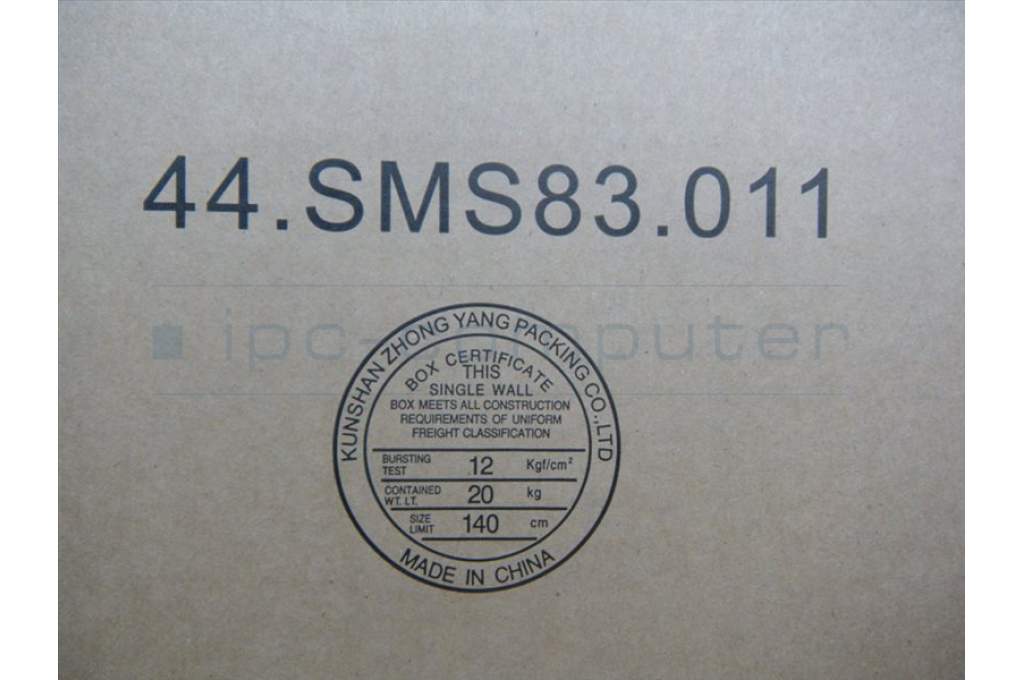 44.SMS83.011
ipc-computer
KUNSHAN ZHONG YANG PACKING CO.,LTD
BOX CERTIFICATE
THIS
SINGLE WALL
BOX MEETS ALL CONSTRUCTION
REQUIREMENTS OF UNIFORM
FREIGHT CLASSIFICATION
BURSTING TEST 12 Kgf/cm²
CONTAINED WT. LT. 20 kg
SIZE LIMIT 140 cm
MADE IN CHINA